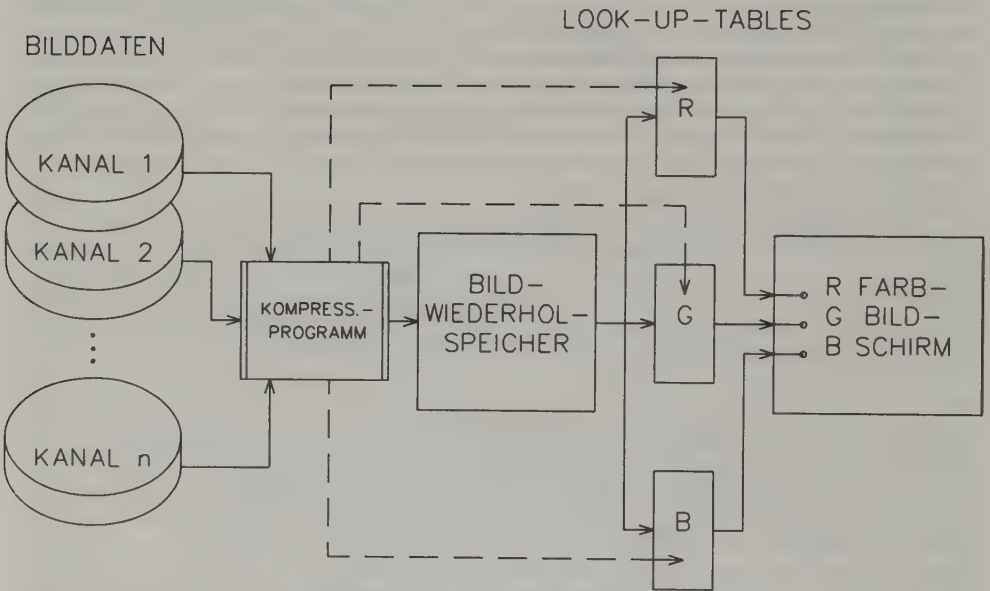 LOOK-UP-TABLES
BILDDATEN
KANAL 1
KANAL 2
KANAL n
KOMPRESS.-
PROGRAMM
BILD-
WIEDERHOL-
SPEICHER
R
G
B
R FARB-
G BILD-
B SCHIRM